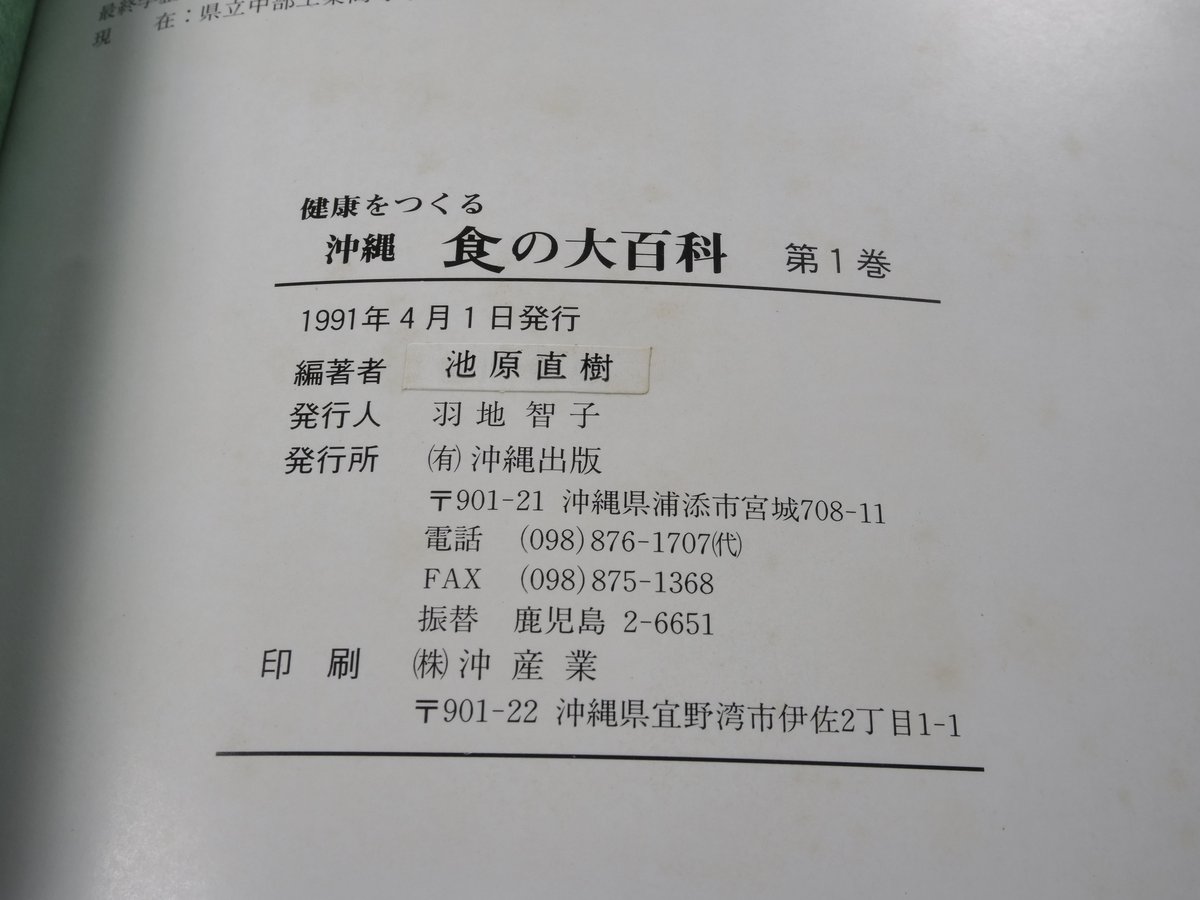 現　在：県立中部工業高
健康をつくる
沖縄　食の大百科　第1巻
1991年4月1日発行
編著者　池原直樹
発行人　羽地智子
発行所　㈲沖縄出版
〒901-21 沖縄県浦添市宮城708-11
電話　(098)876-1707㈹
FAX　(098)875-1368
振替　鹿児島 2-6651
印　刷　㈱沖産業
〒901-22 沖縄県宜野湾市伊佐2丁目1-1